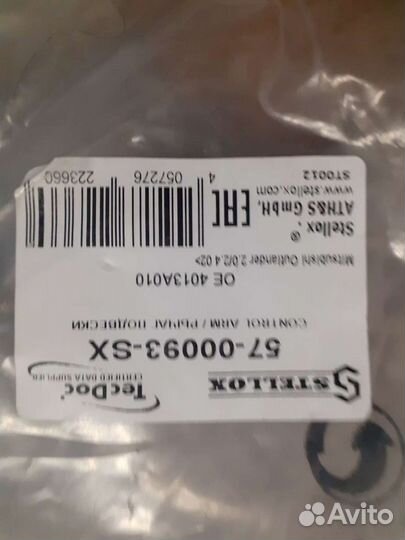 STELLOX
TecDoc
CERTIFIED DATA SUPPLIER
57-00093-SX
CONTROL ARM / РЫЧАГ ПОДВЕСКИ
OE 4013A010
Mitsubishi Outlander 2.0/2.4 02>
Stellox ®
ATH&S GmbH,
www.stellox.com
ST0012
EAC
4 057276 223660
Avito